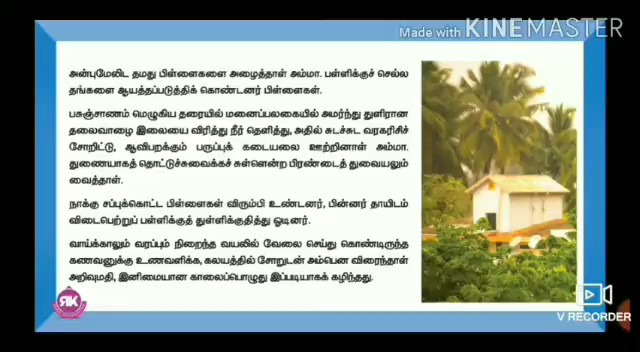 Made with KINEMASTER
அன்புமேலிட தமது பிள்ளைகளை அழைத்தாள் அம்மா. பள்ளிக்குச் செல்ல
தங்களை ஆயத்தப்படுத்திக் கொண்டனர் பிள்ளைகள்.
பசுஞ்சாணம் மெழுகிய தரையில் மனைப்பலகையில் அமர்ந்து துளிரான
தலைவாழை இலையை விரித்து நீர் தெளித்து, அதில் சுடச்சுட வரகரிசிச்
சோறிட்டு, ஆவிபறக்கும் பருப்புக் கடையலை ஊற்றினாள் அம்மா.
துணையாகத் தொட்டுச்சுவைக்கச் சுள்ளென்ற பிரண்டைத் துவையலும்
வைத்தாள்.
நாக்கு சப்புக்கொட்ட பிள்ளைகள் விரும்பி உண்டனர், பின்னர் தாயிடம்
விடைபெற்றுப் பள்ளிக்குத் துள்ளிக்குதித்து ஓடினர்.
வாய்க்காலும் வரப்பும் நிறைந்த வயலில் வேலை செய்து கொண்டிருந்த
கணவனுக்கு உணவளிக்க, கலயத்தில் சோறுடன் அம்பென விரைந்தாள்
அறிவுமதி, இனிமையான காலைப்பொழுது இப்படியாகக் கழிந்தது.
RK
V RECORDER